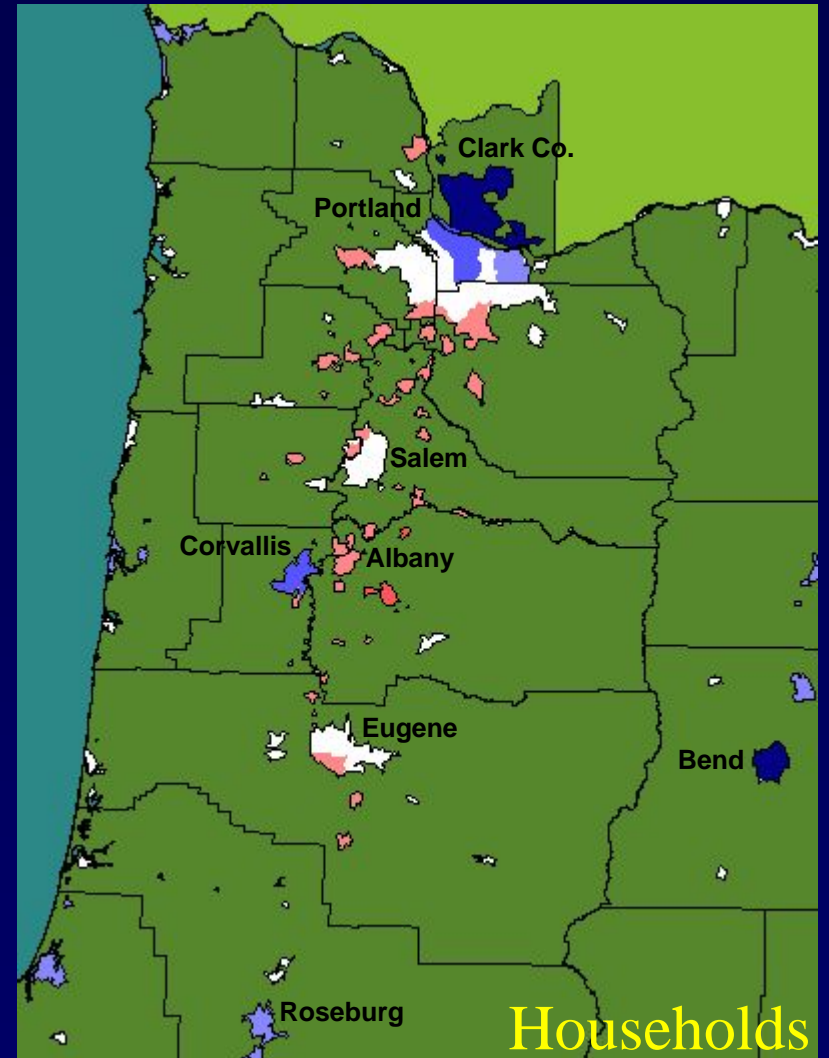 Clark Co.
Portland
Salem
Corvallis
Albany
Eugene
Bend
Roseburg
Households